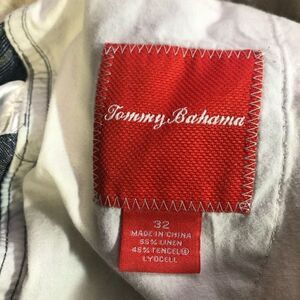 Tommy Bahama
32
MADE IN CHINA
55% LINEN
45% TENCEL®
LYOCELL